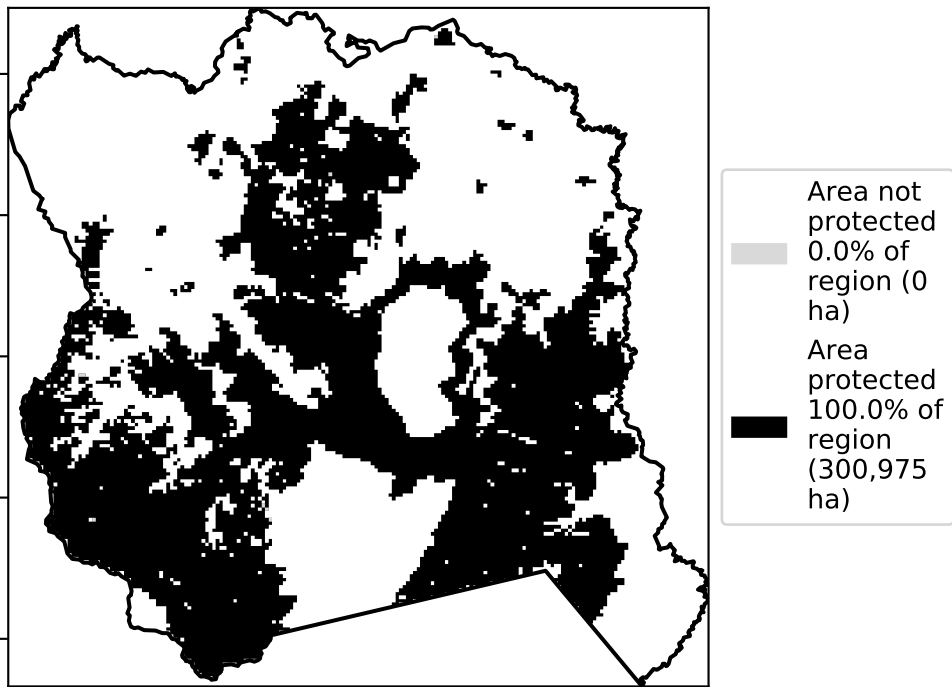 Area not
protected
0.0% of
region (0
ha)
Area
protected
100.0% of
region
(300,975
ha)